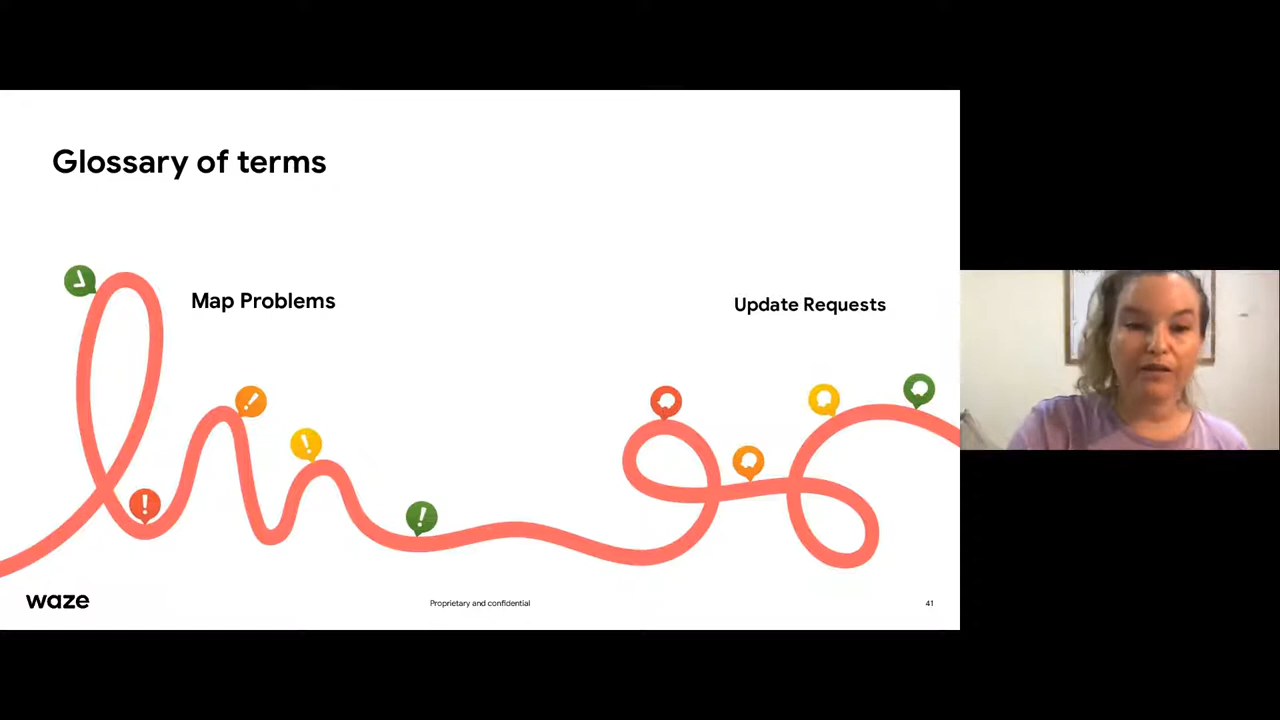 Glossary of terms
Map Problems
Update Requests
waze
Proprietary and confidential
41